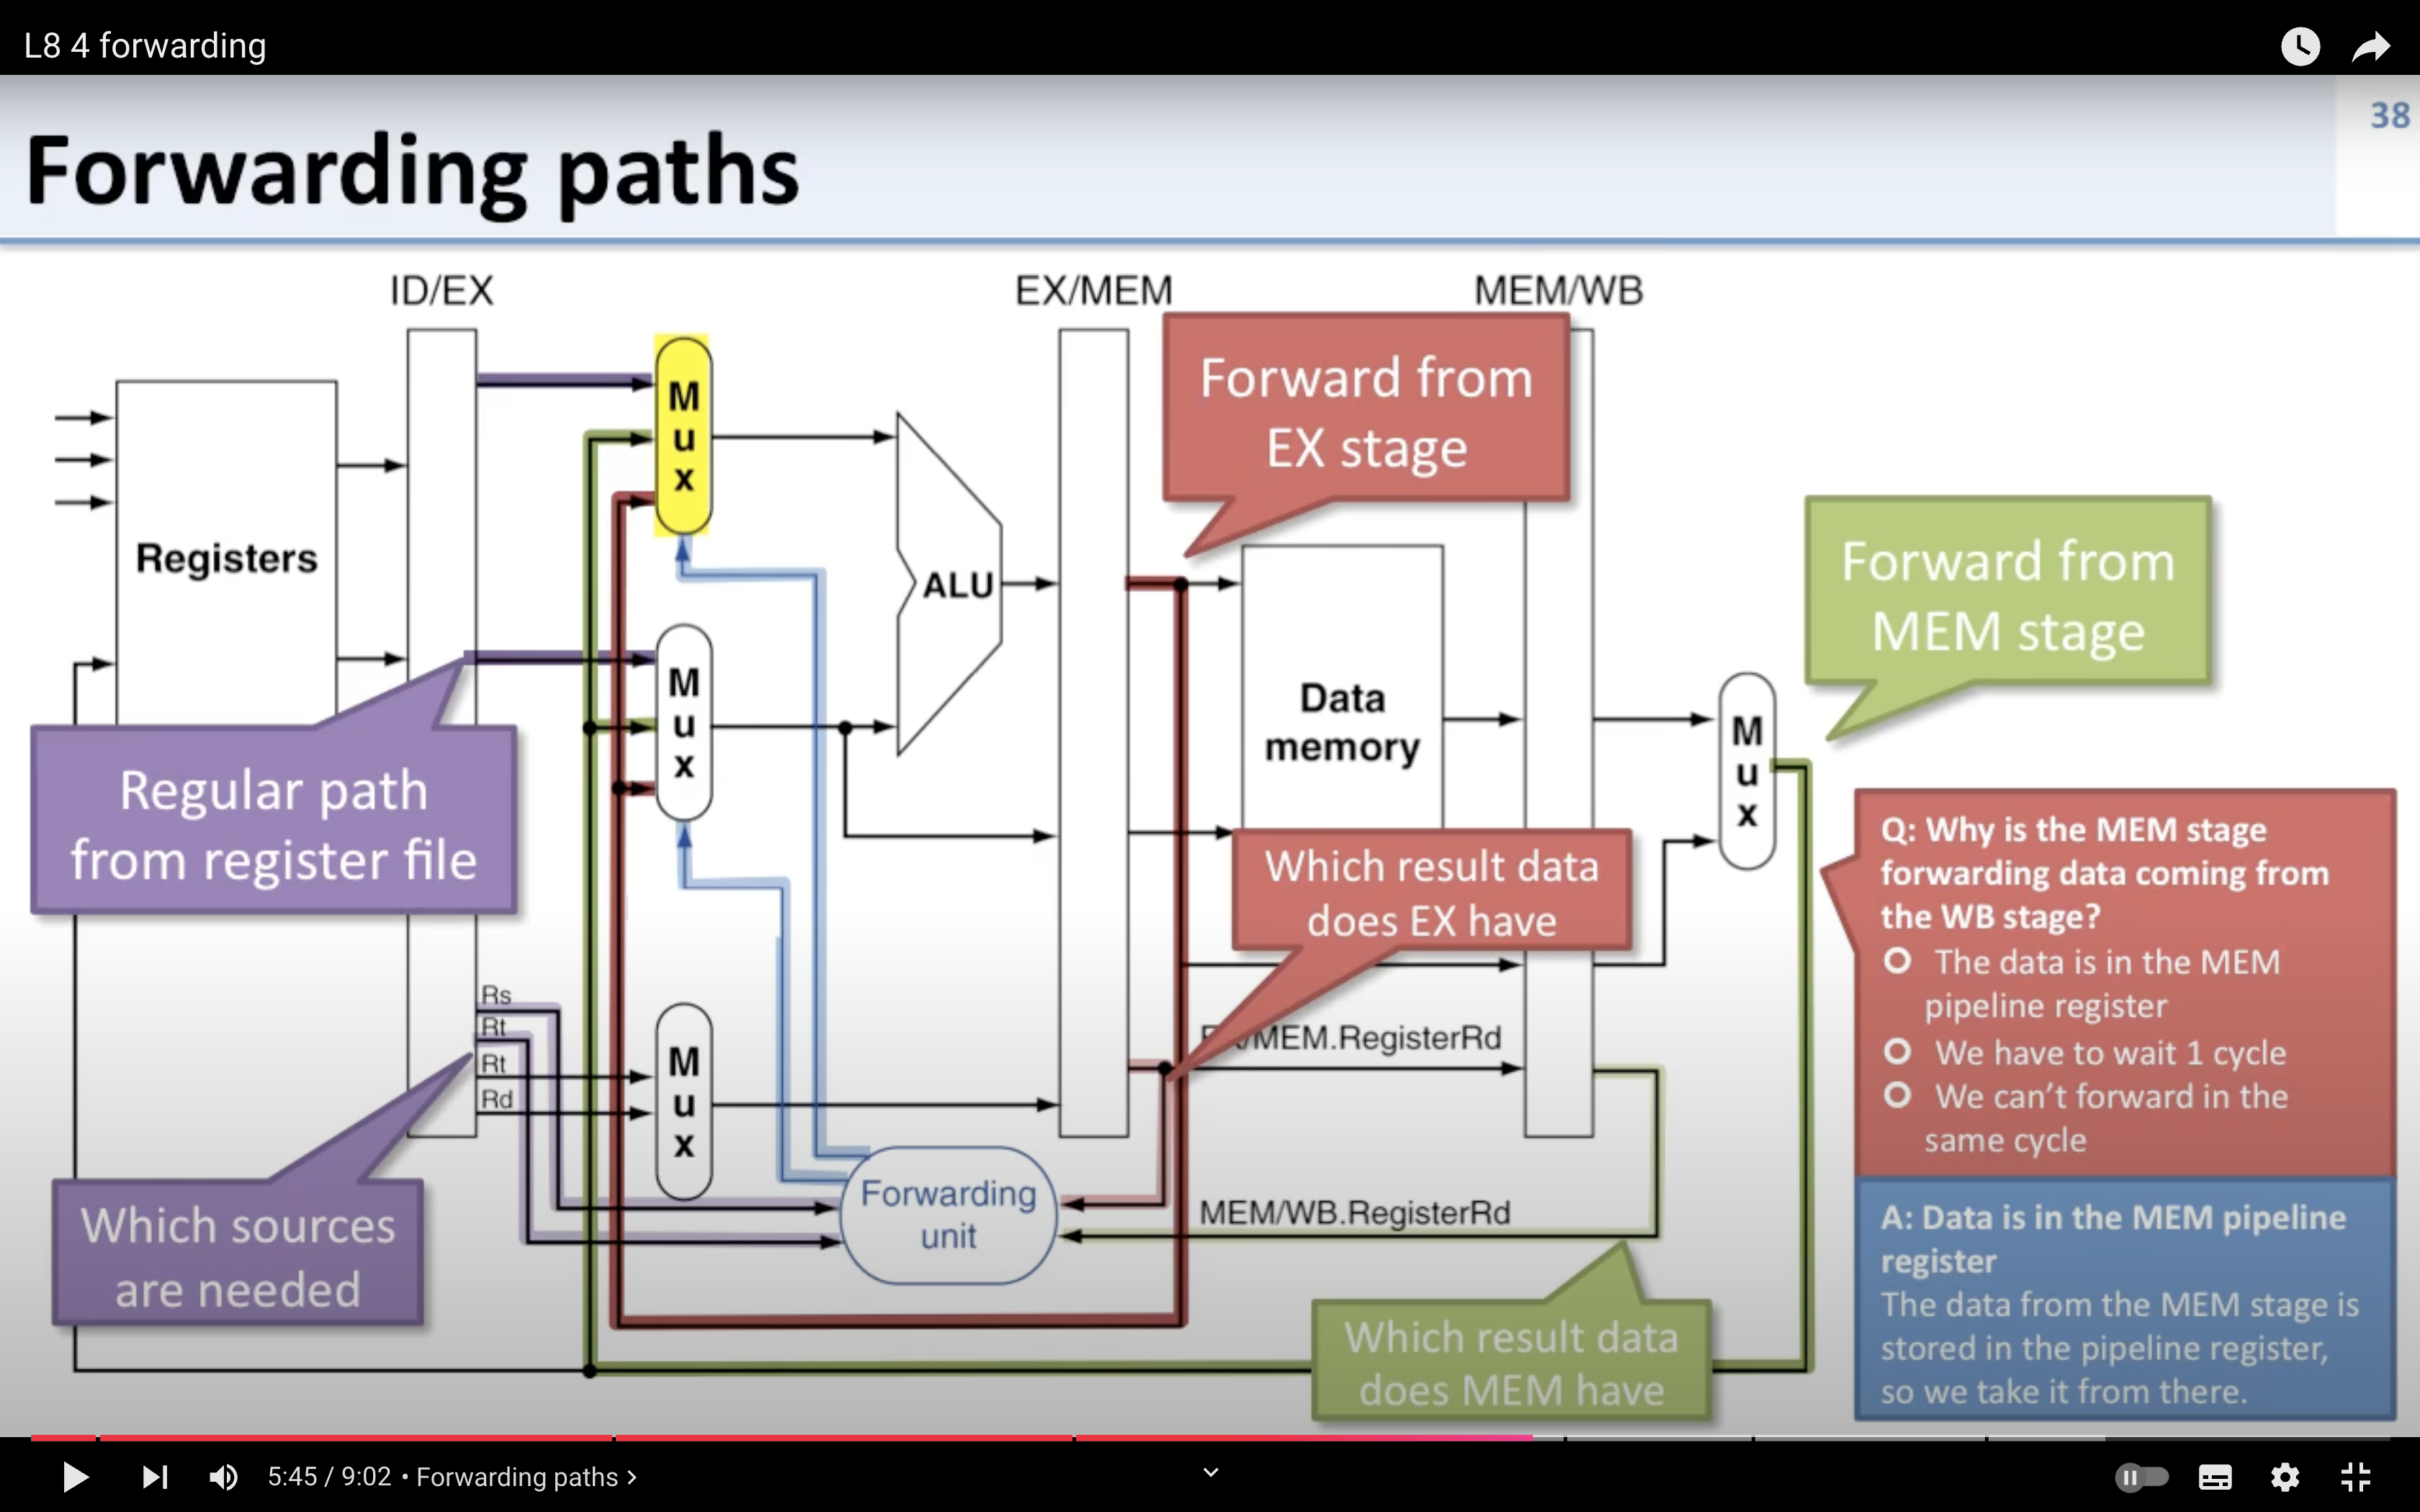 L8 4 forwarding
38
Forwarding paths
ID/EX
EX/MEM
MEM/WB
Forward from
EX stage
Forward from
MEM stage
Registers
M
u
x
M
u
x
ALU
Data
memory
M
u
x
Regular path
from register file
Which result data
does EX have
Q: Why is the MEM stage
forwarding data coming from
the WB stage?
The data is in the MEM
pipeline register
We have to wait 1 cycle
We can't forward in the
same cycle
Rs
Rt
Rt
Rd
M
u
x
/MEM.RegisterRd
Which sources
are needed
Forwarding
unit
MEM/WB.RegisterRd
A: Data is in the MEM pipeline
register
The data from the MEM stage is
stored in the pipeline register,
so we take it from there.
Which result data
does MEM have
5:45 / 9:02 • Forwarding paths >